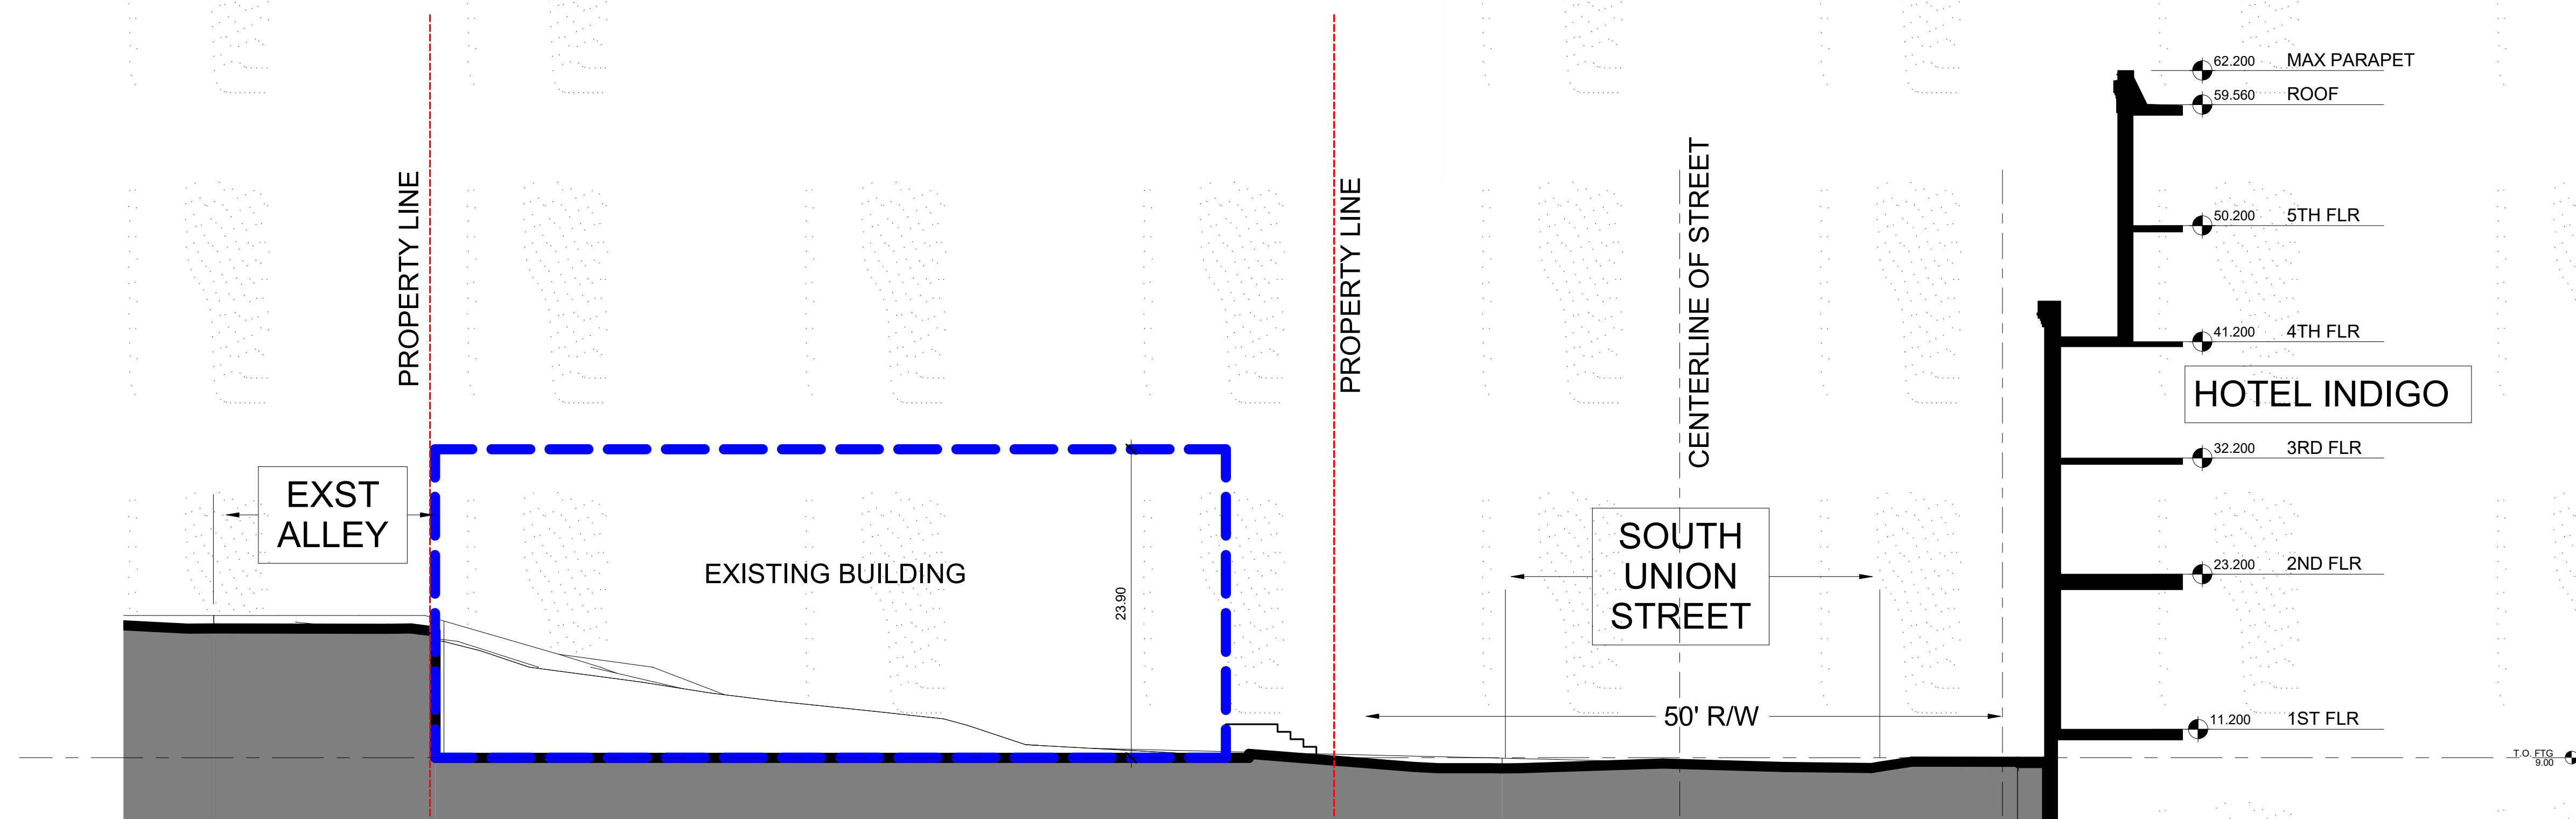 62.200 MAX PARAPET
59.560 ROOF
PROPERTY LINE
PROPERTY LINE
CENTERLINE OF STREET
50.200 5TH FLR
41.200 4TH FLR
HOTEL INDIGO
32.200 3RD FLR
EXST
ALLEY
EXISTING BUILDING
23.90
SOUTH
UNION
STREET
23.200 2ND FLR
50' R/W
11.200 1ST FLR
T.O. FTG
9.00